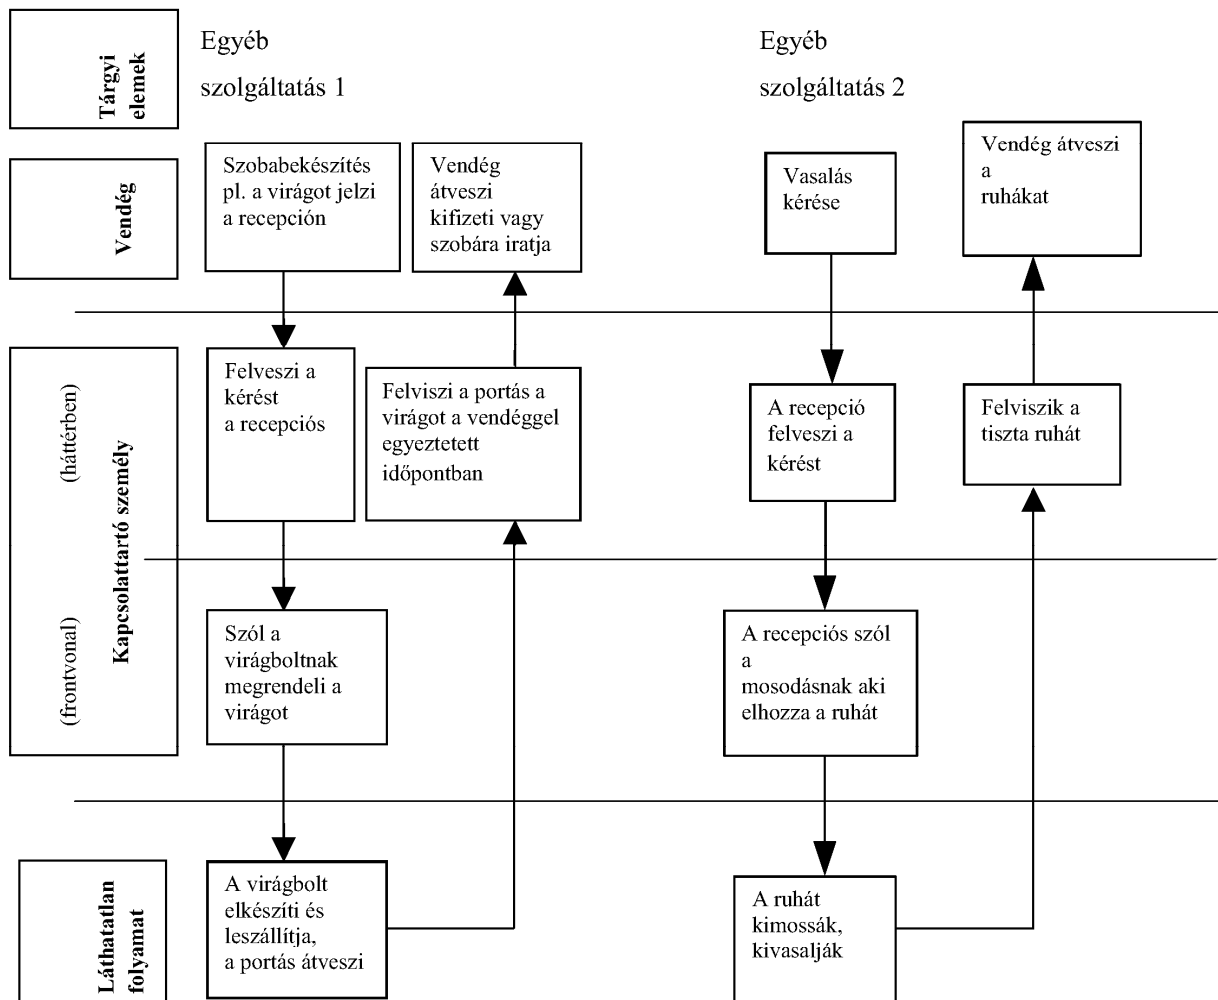 Tárgyi
elemek
Egyéb
szolgáltatás 1
Egyéb
szolgáltatás 2
Vendég
Szobabekészítés
pl. a virágot jelzi
a recepción
Vendég
átveszi
kifizeti vagy
szobára iratja
Vasalás
kérése
Vendég átveszi
a
ruhákat
Kapcsolattartó személy
(háttérben)
(frontvonal)
Felveszi a
kérést
a recepciós
Felviszi a portás a
virágot a vendéggel
egyeztetett
időpontban
A recepció
felveszi a
kérést
Felviszik a
tiszta ruhát
Szól a
virágboltnak
megrendeli a
virágot
A recepciós szól
a
mosodásnak aki
elhozza a ruhát
Láthatatlan
folyamat
A virágbolt
elkészíti és
leszállítja,
a portás átveszi
A ruhát
kimossák,
kivasalják